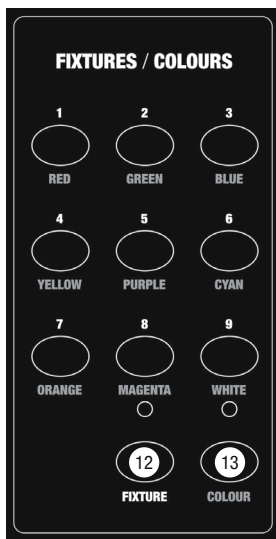 FIXTURES / COLOURS
1 2 3
RED GREEN BLUE
4 5 6
YELLOW PURPLE CYAN
7 8 9
ORANGE MAGENTA WHITE
12 13
FIXTURE COLOUR